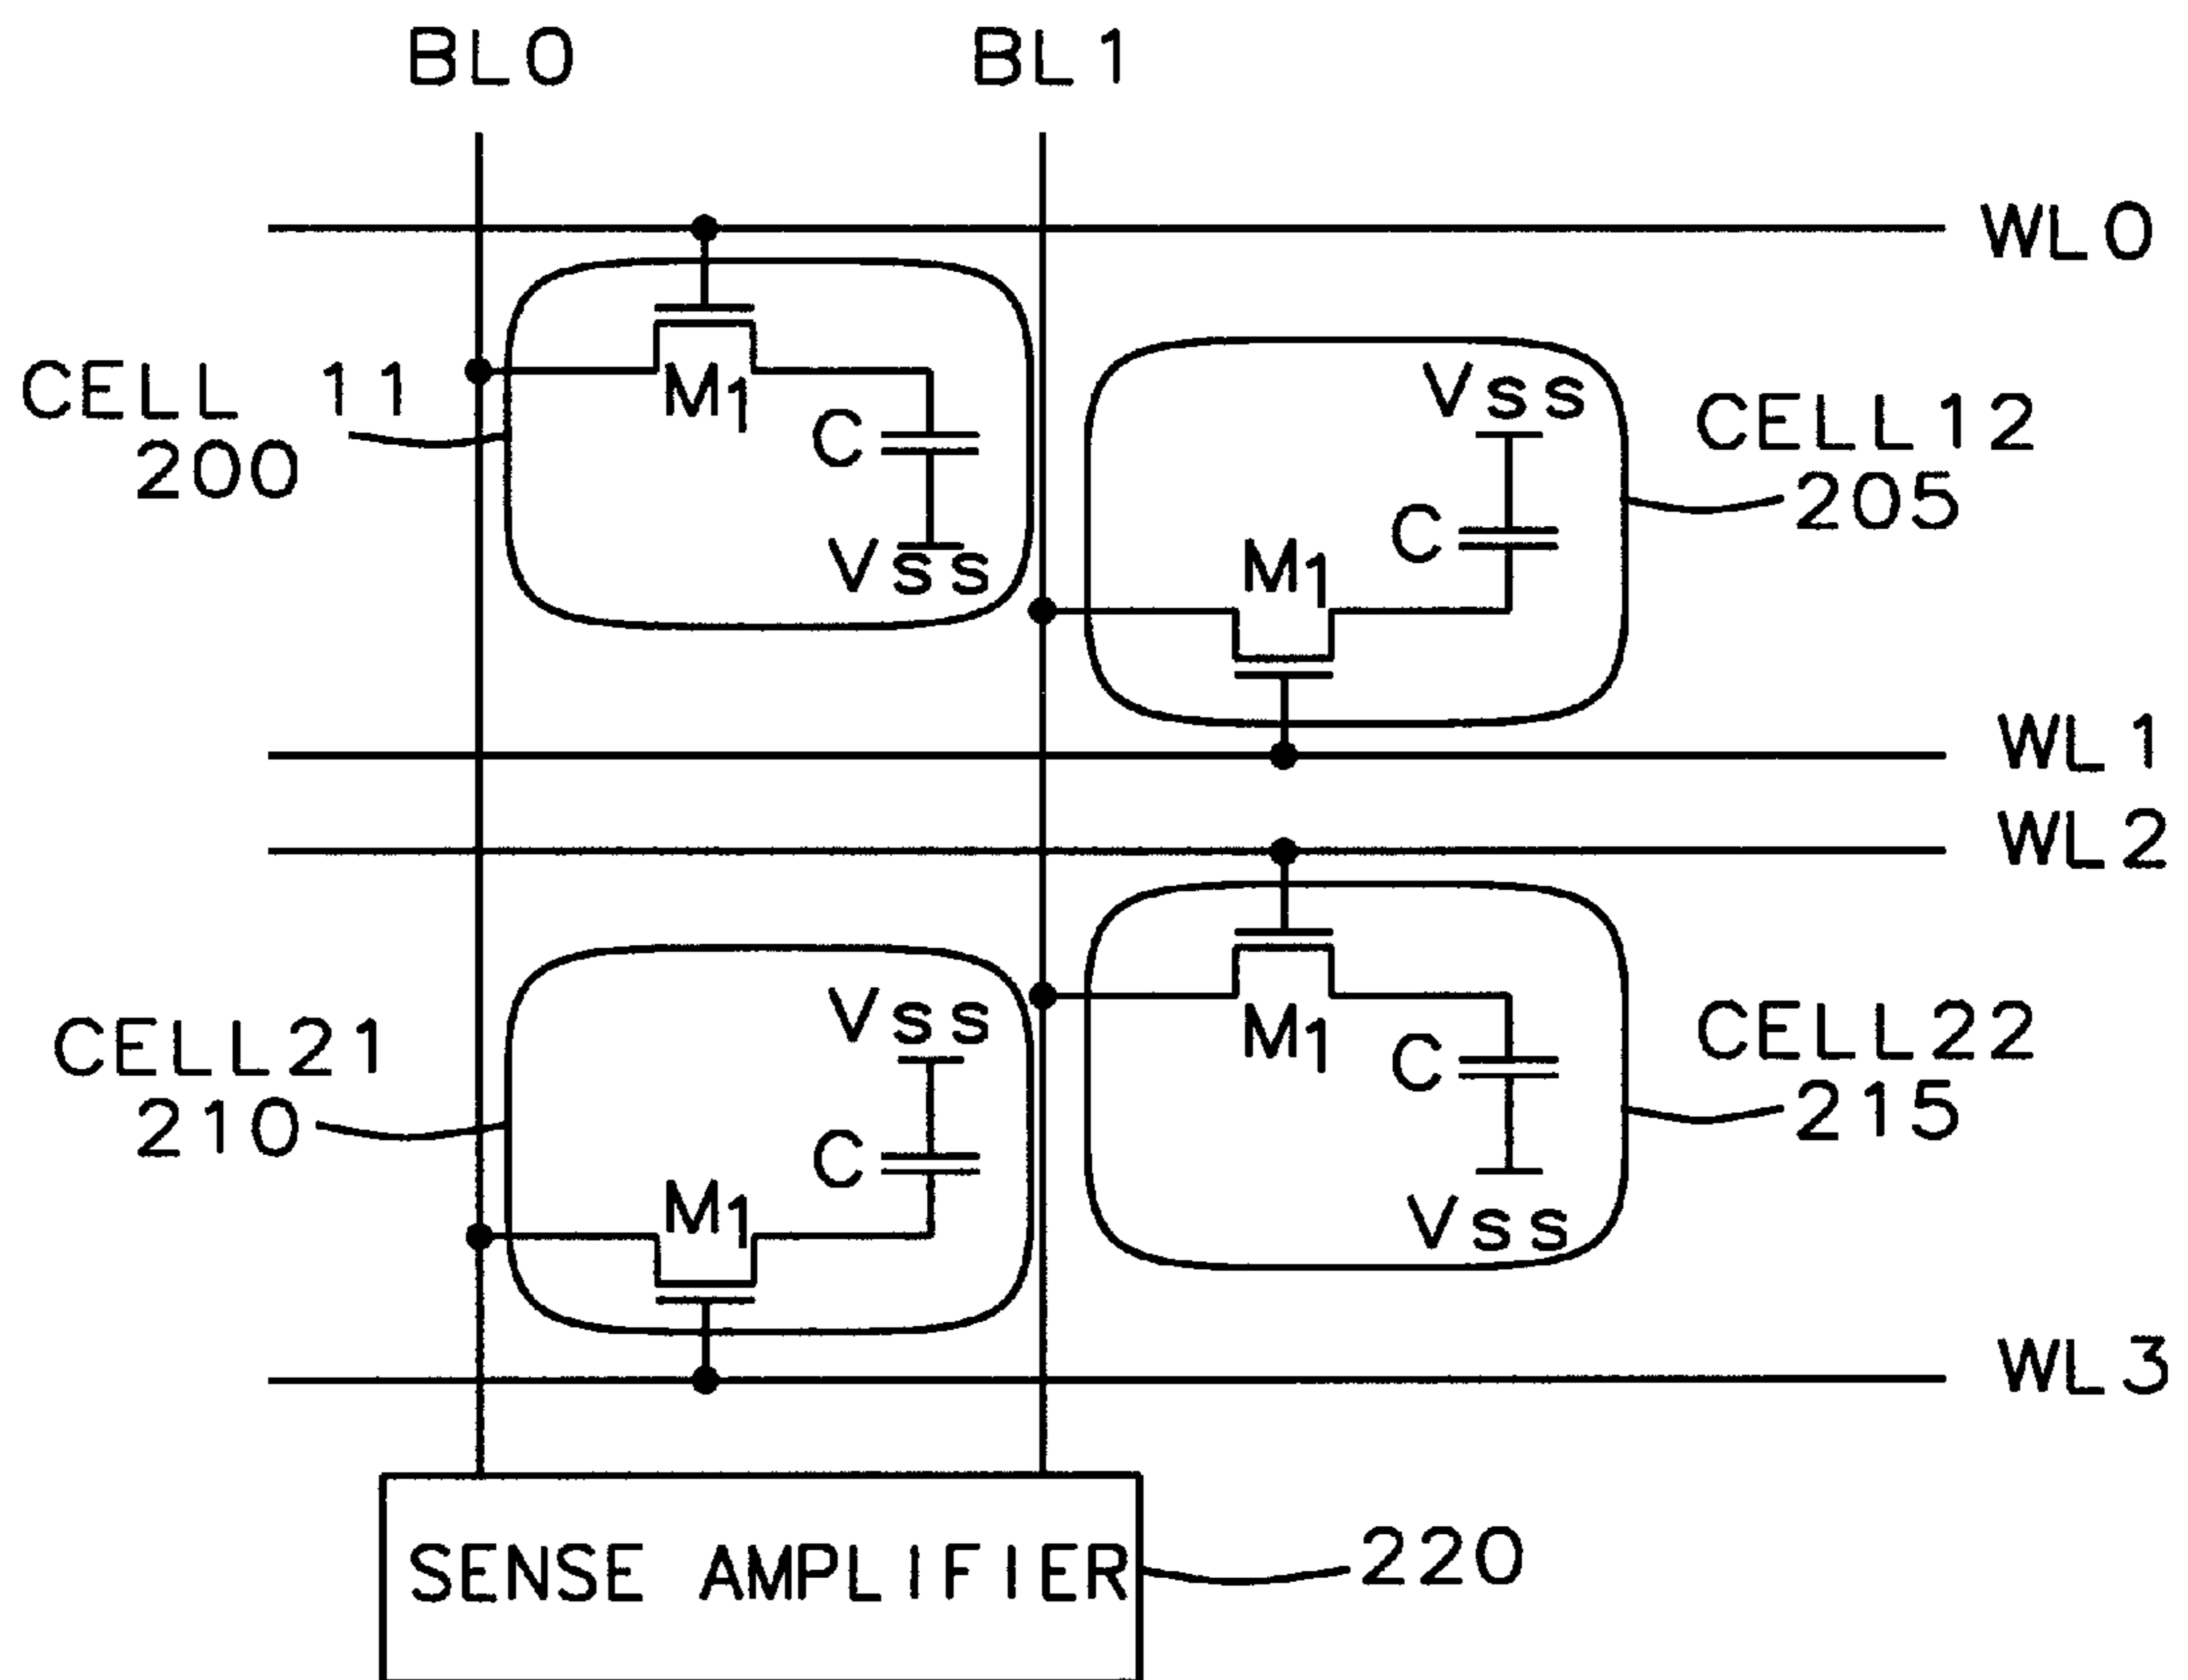 BL0
BL1
WL0
CELL 11
200
M1
C
Vss
Vss
C
M1
CELL12
205
WL1
WL2
CELL21
210
Vss
C
M1
M1
C
Vss
CELL22
215
WL3
SENSE AMPLIFIER
220